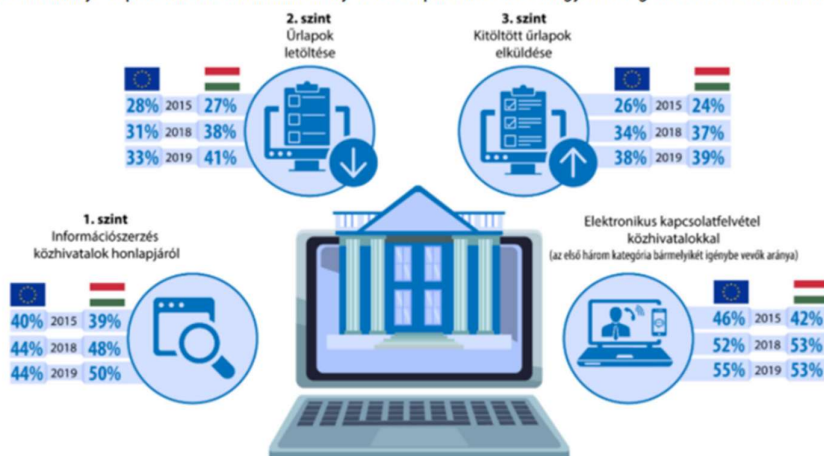 2. szint
Űrlapok
letöltése
28% 2015 27%
31% 2018 38%
33% 2019 41%
3. szint
Kitöltött űrlapok
elküldése
26% 2015 24%
34% 2018 37%
38% 2019 39%
1. szint
Információszerzés
közhivatalok honlapjáról
40% 2015 39%
44% 2018 48%
44% 2019 50%
Elektronikus kapcsolatfelvétel
közhivatalokkal
(az első három kategória bármelyikét igénybe vevők aránya)
46% 2015 42%
52% 2018 53%
55% 2019 53%